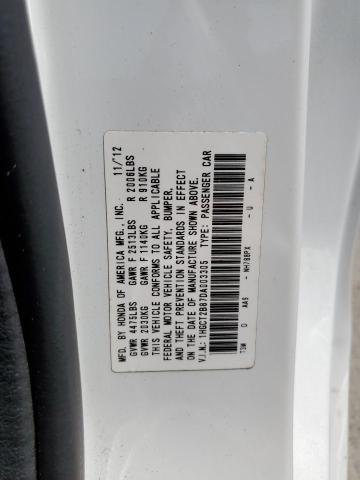 MFD. BY HONDA OF AMERICA MFG., INC. 11/12
GVWR 4475LBS GAWR F 2513LBS R 2006LBS
GVWR 2030KG GAWR F 1140KG R 910KG
THIS VEHICLE CONFORMS TO ALL APPLICABLE
FEDERAL MOTOR VEHICLE SAFETY, BUMPER,
AND THEFT PREVENTION STANDARDS IN EFFECT
ON THE DATE OF MANUFACTURE SHOWN ABOVE.
V.I.N.: 1HGCT2B87DA003305 TYPE: PASSENGER CAR
T3W D AA6 - NH788PX - U - A